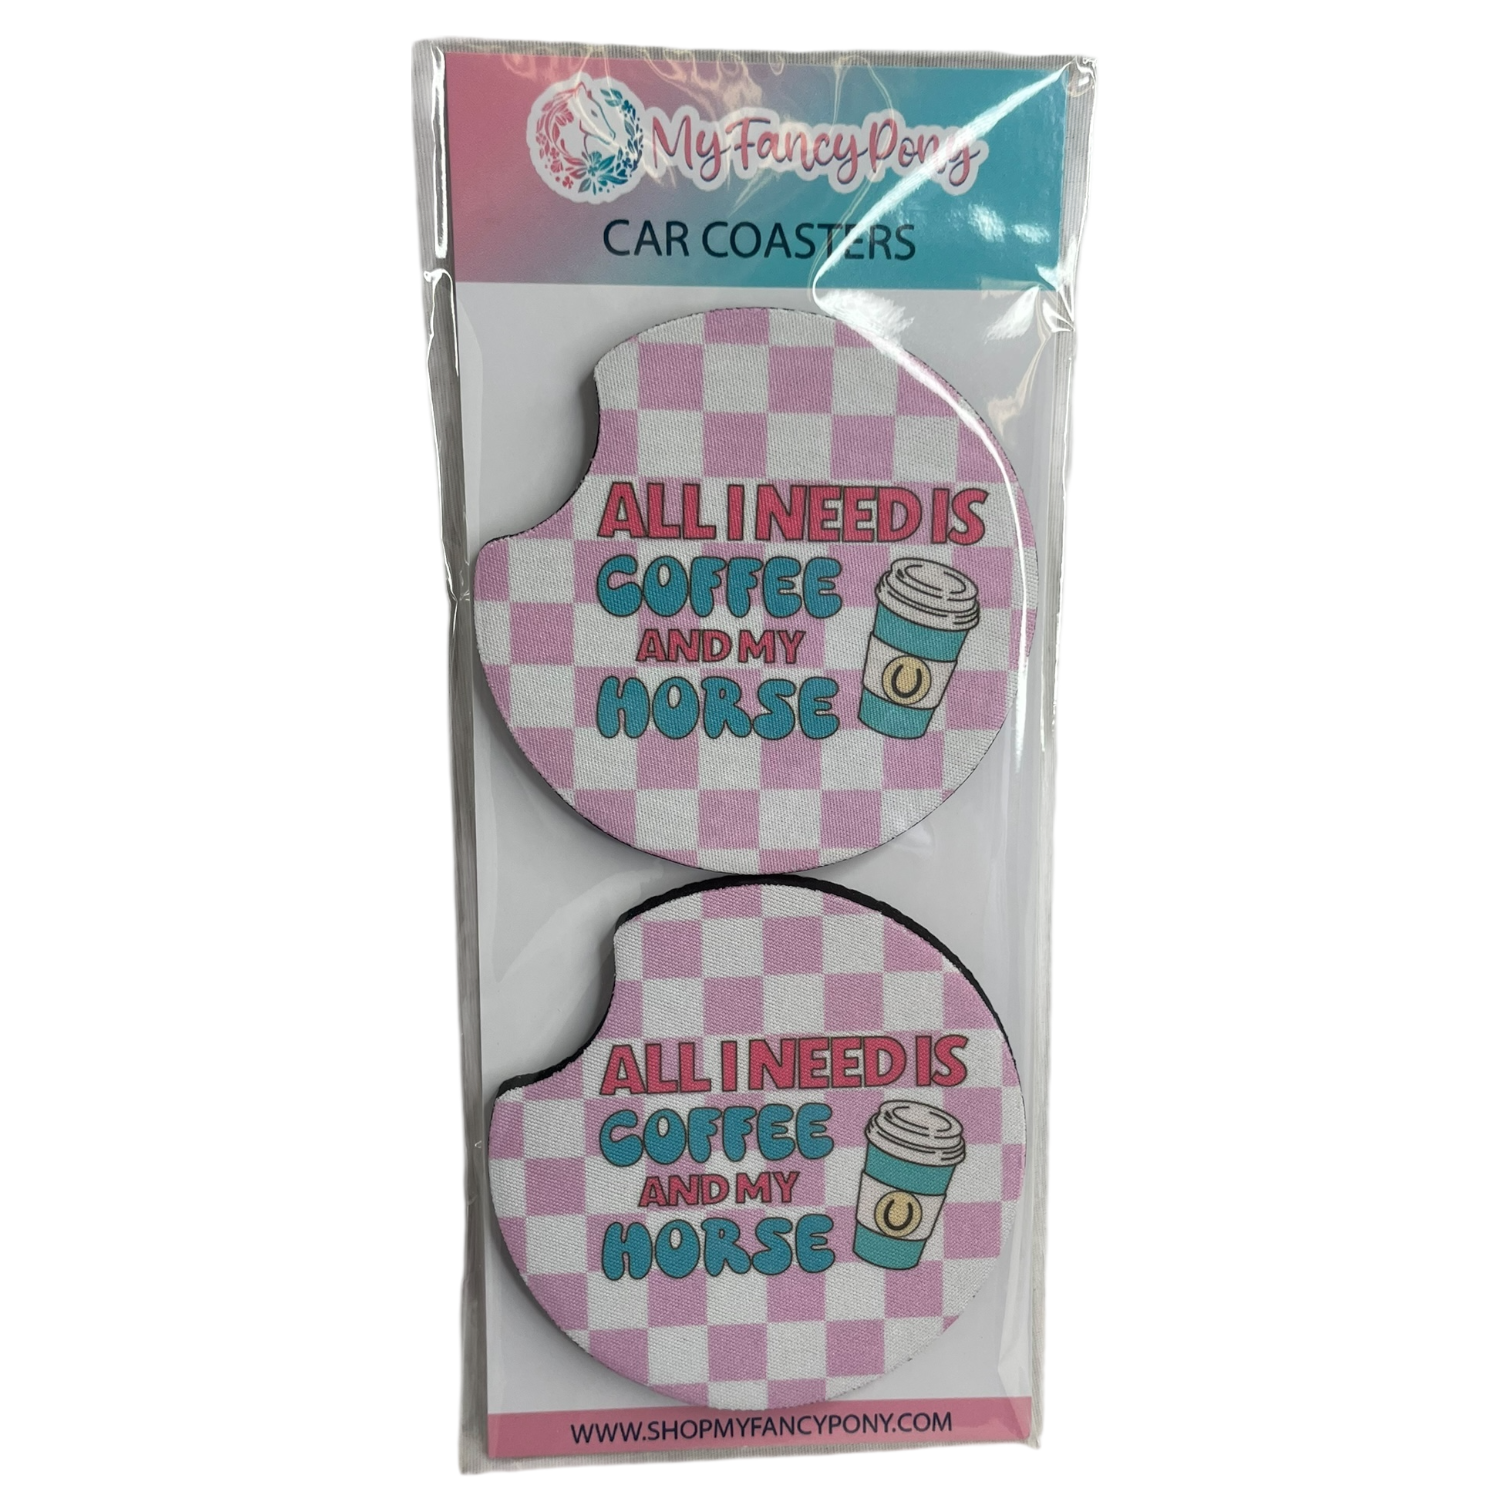 MyFancyPony
CAR COASTERS
ALL I NEED IS
COFFEE
AND MY
HORSE
ALL I NEED IS
COFFEE
AND MY
HORSE
WWW.SHOPMYFANCYPONY.COM